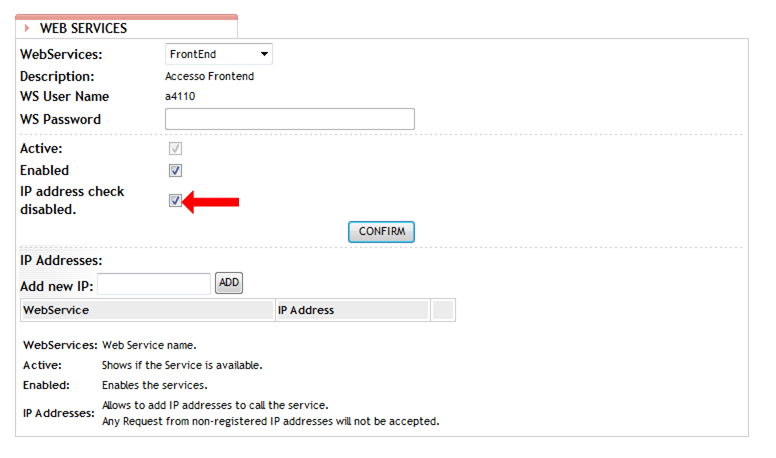 WEB SERVICES
WebServices: FrontEnd
Description: Accesso Frontend
WS User Name a4110
WS Password
Active:
Enabled
IP address check
disabled.
CONFIRM
IP Addresses:
Add new IP: ADD
WebService IP Address
WebServices: Web Service name.
Active: Shows if the Service is available.
Enabled: Enables the services.
IP Addresses: Allows to add IP addresses to call the service.
Any Request from non-registered IP addresses will not be accepted.